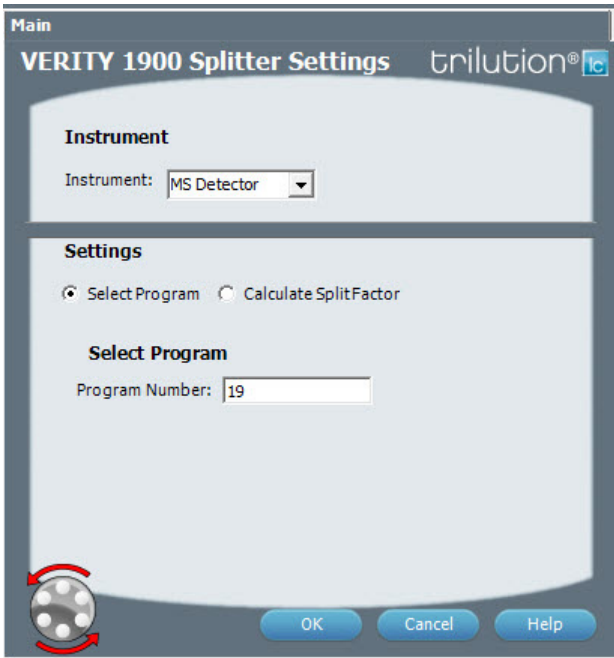 Main
VERITY 1900 Splitter Settings trilution® lc
Instrument
Instrument: MS Detector
Settings
Select Program Calculate Split Factor
Select Program
Program Number: 19
OK Cancel Help